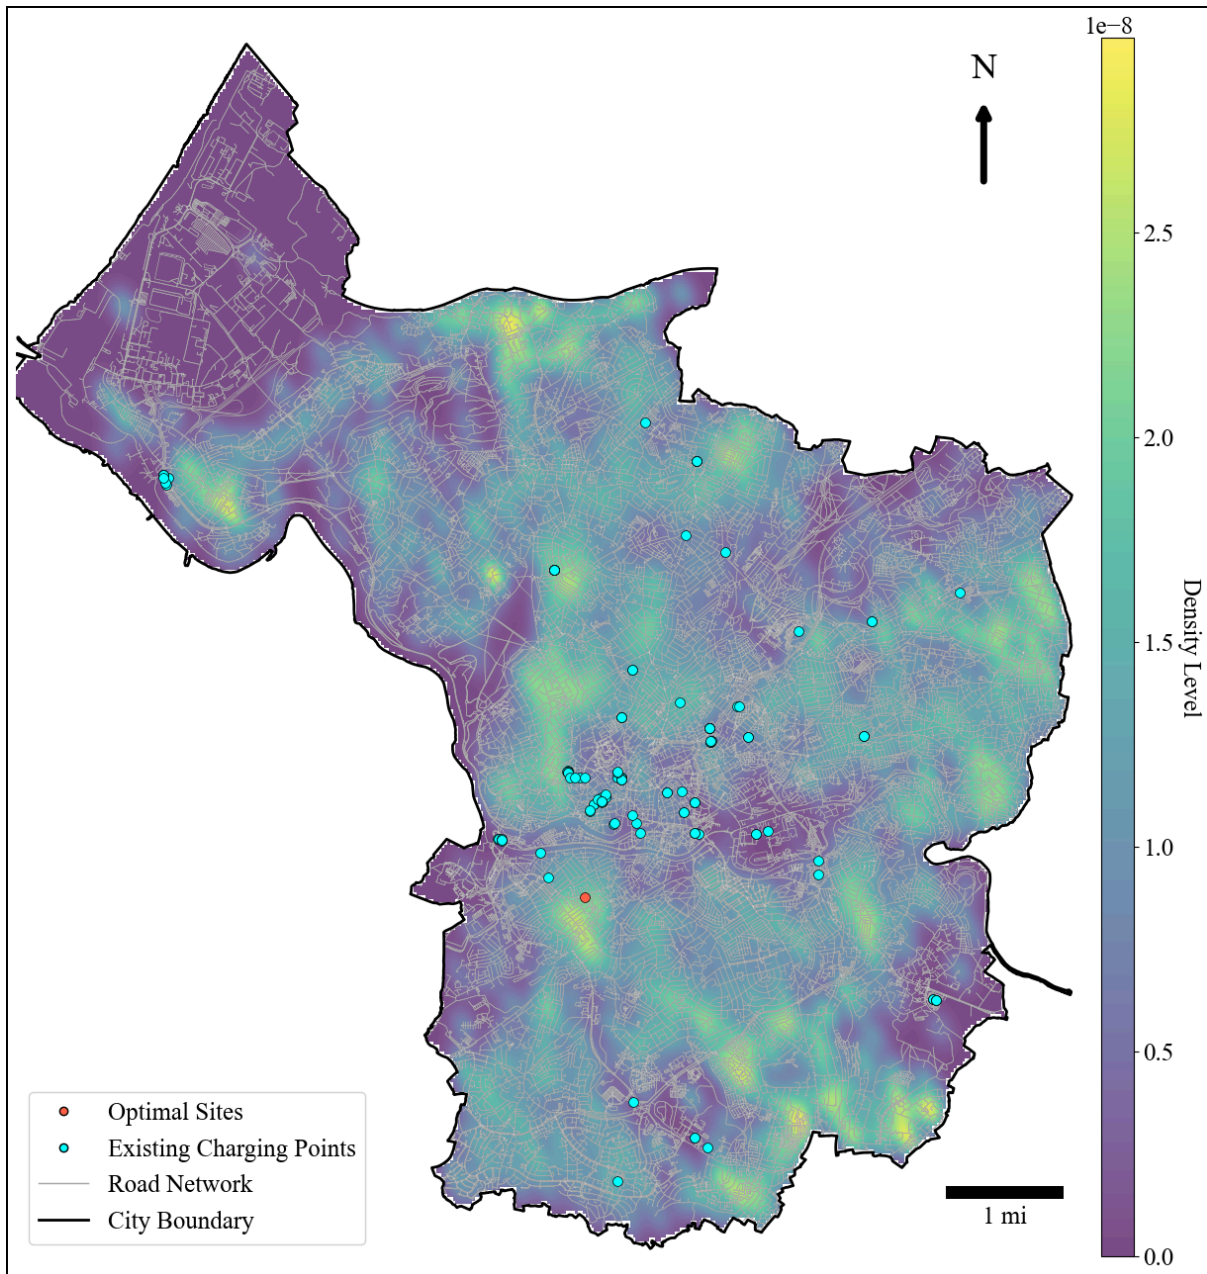 1e−8
N
2.5
2.0
1.5
1.0
0.5
0.0
Density Level
Optimal Sites
Existing Charging Points
Road Network
City Boundary
1 mi